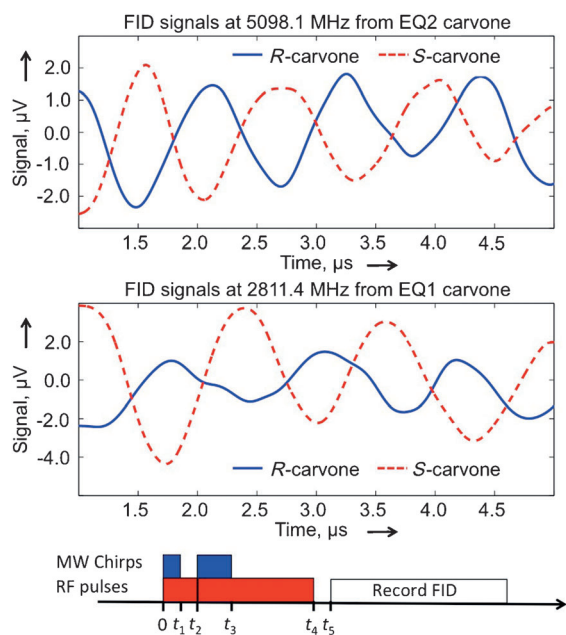 FID signals at 5098.1 MHz from EQ2 carvone
R-carvone S-carvone
2.0
1.0
0.0
-1.0
-2.0
Signal, µV
1.5 2.0 2.5 3.0 3.5 4.0 4.5
Time, µs
FID signals at 2811.4 MHz from EQ1 carvone
2.0
0.0
-2.0
-4.0
Signal, µV
R-carvone S-carvone
1.5 2.0 2.5 3.0 3.5 4.0 4.5
Time, µs
MW Chirps
RF pulses Record FID
0 t1 t2 t3 t4 t5